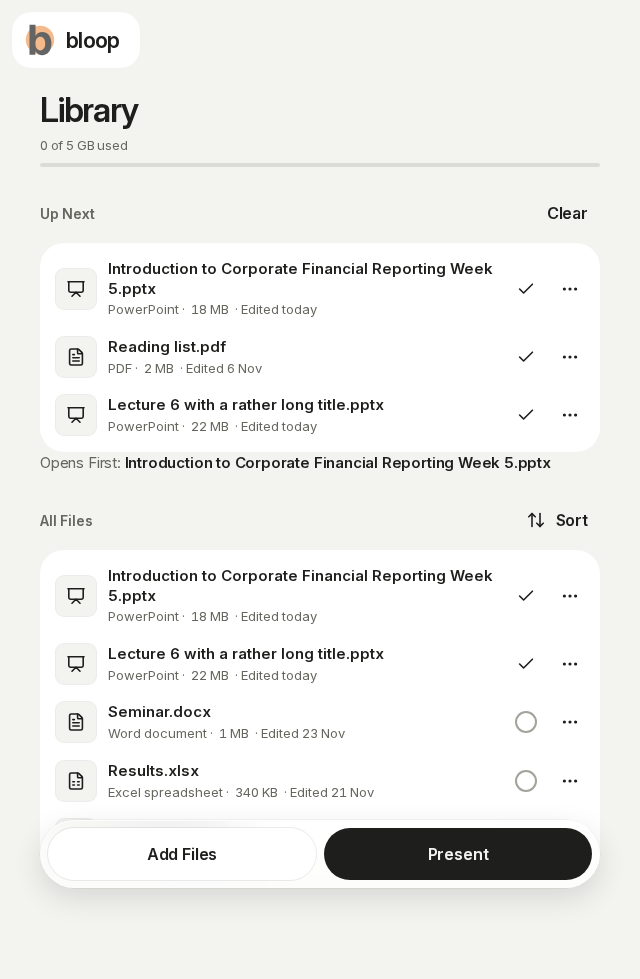 bloop
Library
0 of 5 GB used
Up Next
Clear
Introduction to Corporate Financial Reporting Week
5.pptx
PowerPoint · 18 MB · Edited today
Reading list.pdf
PDF · 2 MB · Edited 6 Nov
Lecture 6 with a rather long title.pptx
PowerPoint · 22 MB · Edited today
Opens First: Introduction to Corporate Financial Reporting Week 5.pptx
All Files
Sort
Introduction to Corporate Financial Reporting Week
5.pptx
PowerPoint · 18 MB · Edited today
Lecture 6 with a rather long title.pptx
PowerPoint · 22 MB · Edited today
Seminar.docx
Word document · 1 MB · Edited 23 Nov
Results.xlsx
Excel spreadsheet · 340 KB · Edited 21 Nov
Add Files
Present